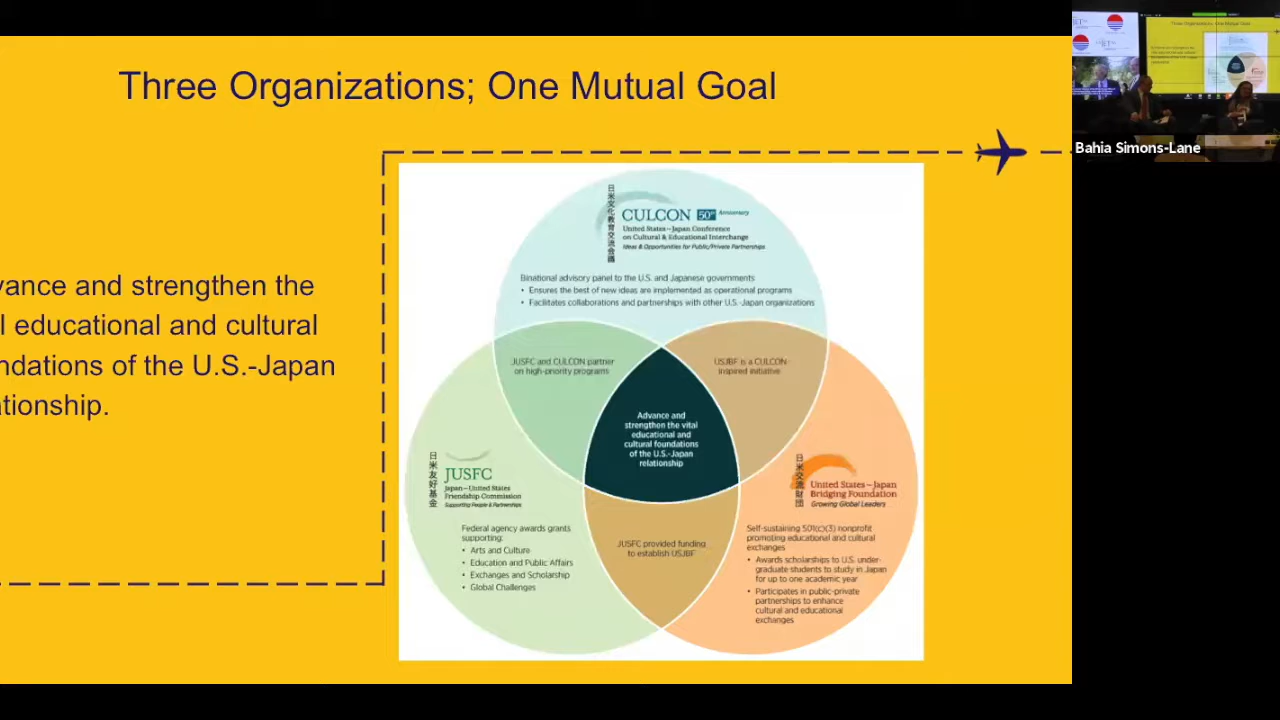 Three Organizations; One Mutual Goal
vance and strengthen the
l educational and cultural
ndations of the U.S.-Japan
tionship.
日米文化教育交流会議
CULCON 50th Anniversary
United States–Japan Conference
on Cultural & Educational Interchange
Ideas & Opportunities for Public/Private Partnerships
Binational advisory panel to the U.S. and Japanese governments
• Ensures the best of new ideas are implemented as operational programs
• Facilitates collaborations and partnerships with other U.S.-Japan organizations
JUSFC and CULCON partner
on high-priority programs
USJBF is a CULCON
inspired initiative
Advance and
strengthen the vital
educational and
cultural foundations
of the U.S.-Japan
relationship
日米友好基金
JUSFC
Japan–United States
Friendship Commission
Supporting People & Partnerships
Federal agency awards grants
supporting:
• Arts and Culture
• Education and Public Affairs
• Exchanges and Scholarship
• Global Challenges
JUSFC provided funding
to establish USJBF
日米交流財団
United States–Japan
Bridging Foundation
Growing Global Leaders
Self-sustaining 501(c)(3) nonprofit
promoting educational and cultural
exchanges
• Awards scholarships to U.S. under-
graduate students to study in Japan
for up to one academic year
• Participates in public-private
partnerships to enhance
cultural and educational
exchanges
Three Organizations; One Mutual Goal
Bahia Simons-Lane